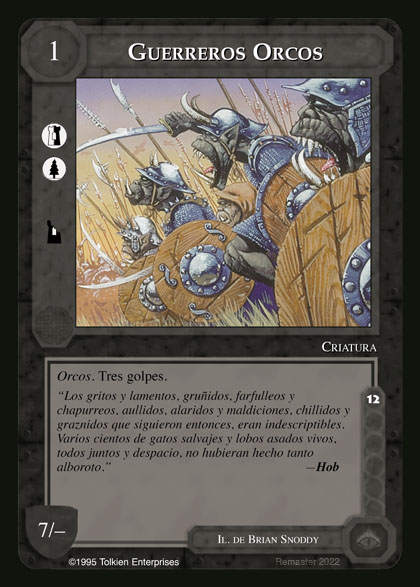 1
GUERREROS ORCOS
CRIATURA
Orcos. Tres golpes.
“Los gritos y lamentos, gruñidos, farfulleos y
chapurreos, aullidos, alaridos y maldiciones, chillidos y
graznidos que siguieron entonces, eran indescriptibles.
Varios cientos de gatos salvajes y lobos asados vivos,
todos juntos y despacio, no hubieran hecho tanto
alboroto.” —Hob
12
7/–
IL. DE BRIAN SNODDY
©1995 Tolkien Enterprises
Remaster 2022